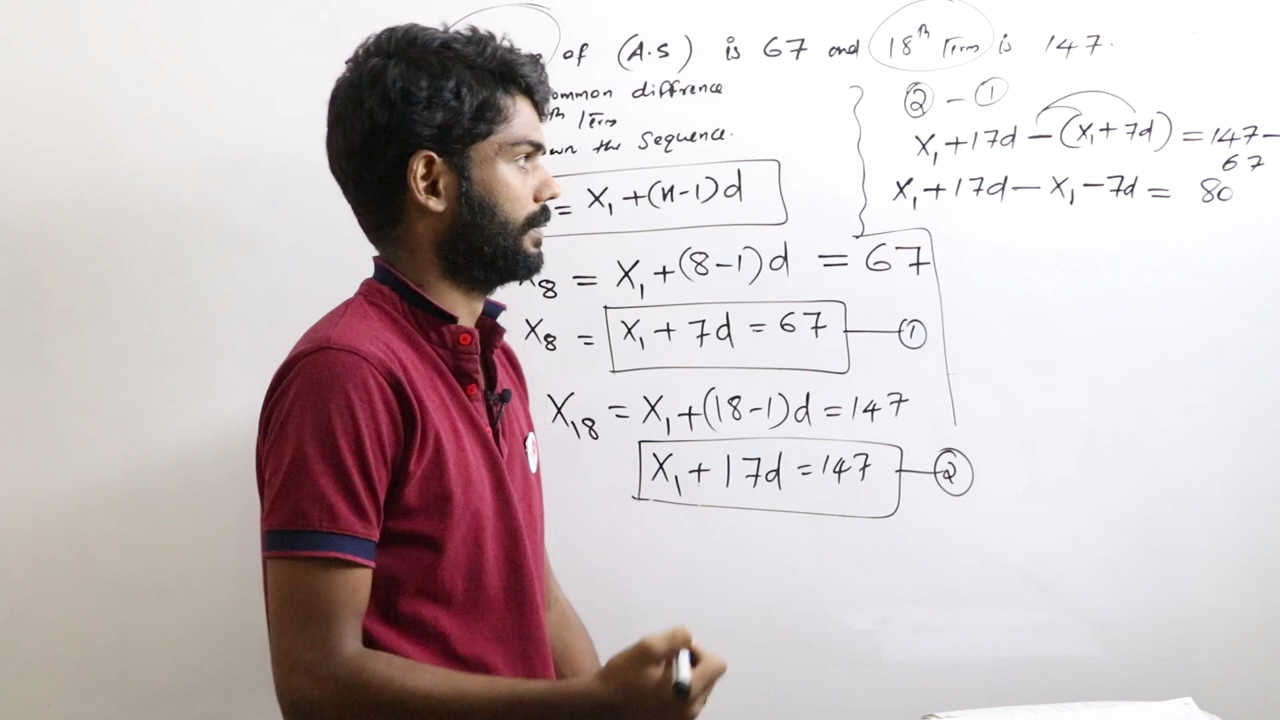 of (A.S) is 67 and 18th Term is 147.
ommon diffrence
th Term
wn the Sequence.
= X₁ + (n-1)d
X₈ = X₁ + (8-1)d = 67
X₈ = X₁ + 7d = 67 — ①
X₁₈ = X₁ + (18-1)d = 147
X₁ + 17d = 147 — ②
② - ①
X₁ + 17d - (X₁ + 7d) = 147 -
67
X₁ + 17d - X₁ - 7d = 80